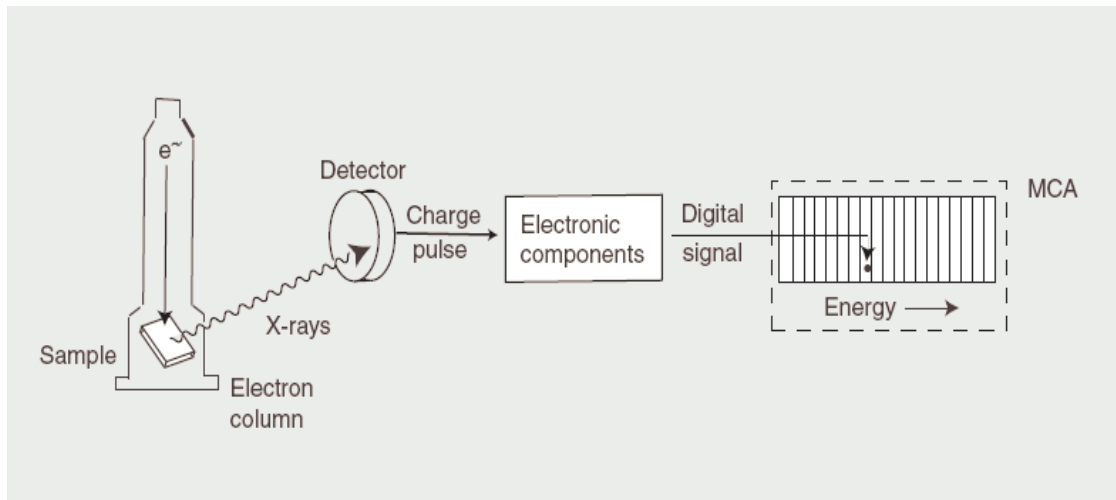 e~
Detector
MCA
Charge
pulse
Electronic
components
Digital
signal
Energy
X-rays
Sample
Electron
column